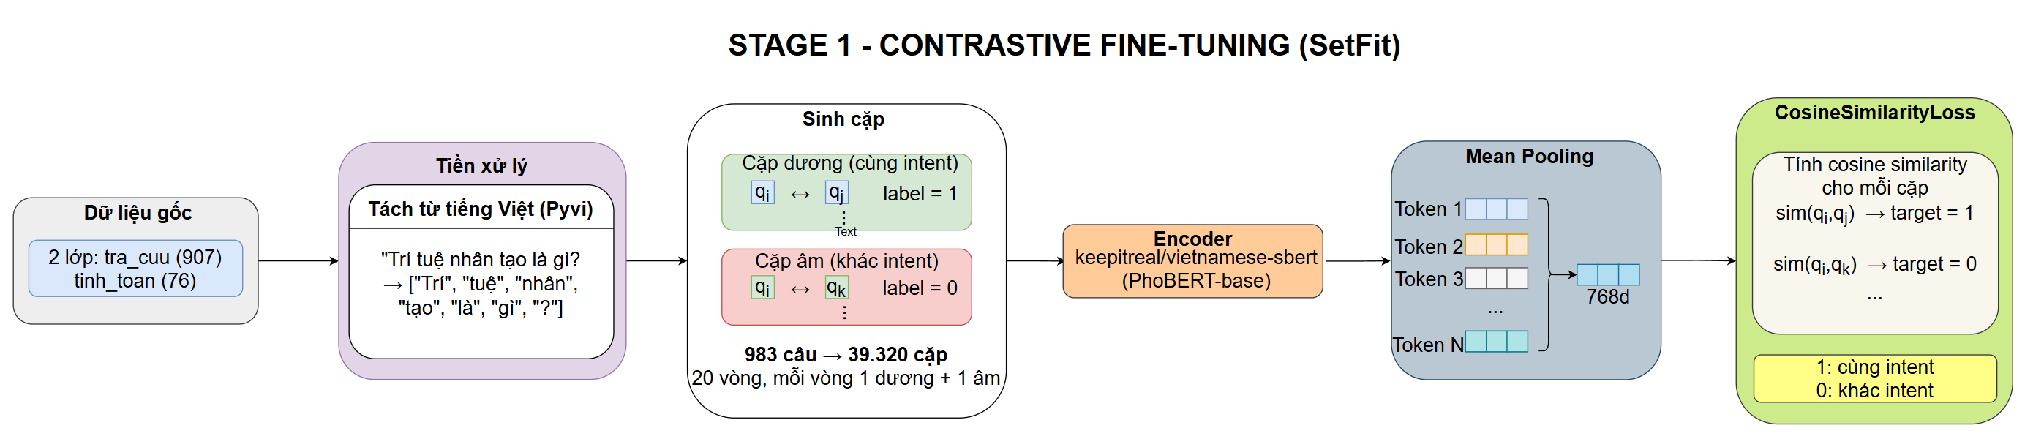 STAGE 1 - CONTRASTIVE FINE-TUNING (SetFit)
Dữ liệu gốc
2 lớp: tra_cuu (907)
tinh_toan (76)
Tiền xử lý
Tách từ tiếng Việt (Pyvi)
"Trí tuệ nhân tạo là gì?
→ ["Trí", "tuệ", "nhân",
"tạo", "là", "gì", "?"]
Sinh cặp
Cặp dương (cùng intent)
qi ↔ qj label = 1
⋮
Text
Cặp âm (khác intent)
qi ↔ qk label = 0
⋮
983 câu → 39.320 cặp
20 vòng, mỗi vòng 1 dương + 1 âm
Encoder
keepitreal/vietnamese-sbert
(PhoBERT-base)
Mean Pooling
Token 1
Token 2
Token 3
...
Token N
768d
CosineSimilarityLoss
Tính cosine similarity
cho mỗi cặp
sim(qi,qj) → target = 1
sim(qi,qk) → target = 0
...
1: cùng intent
0: khác intent